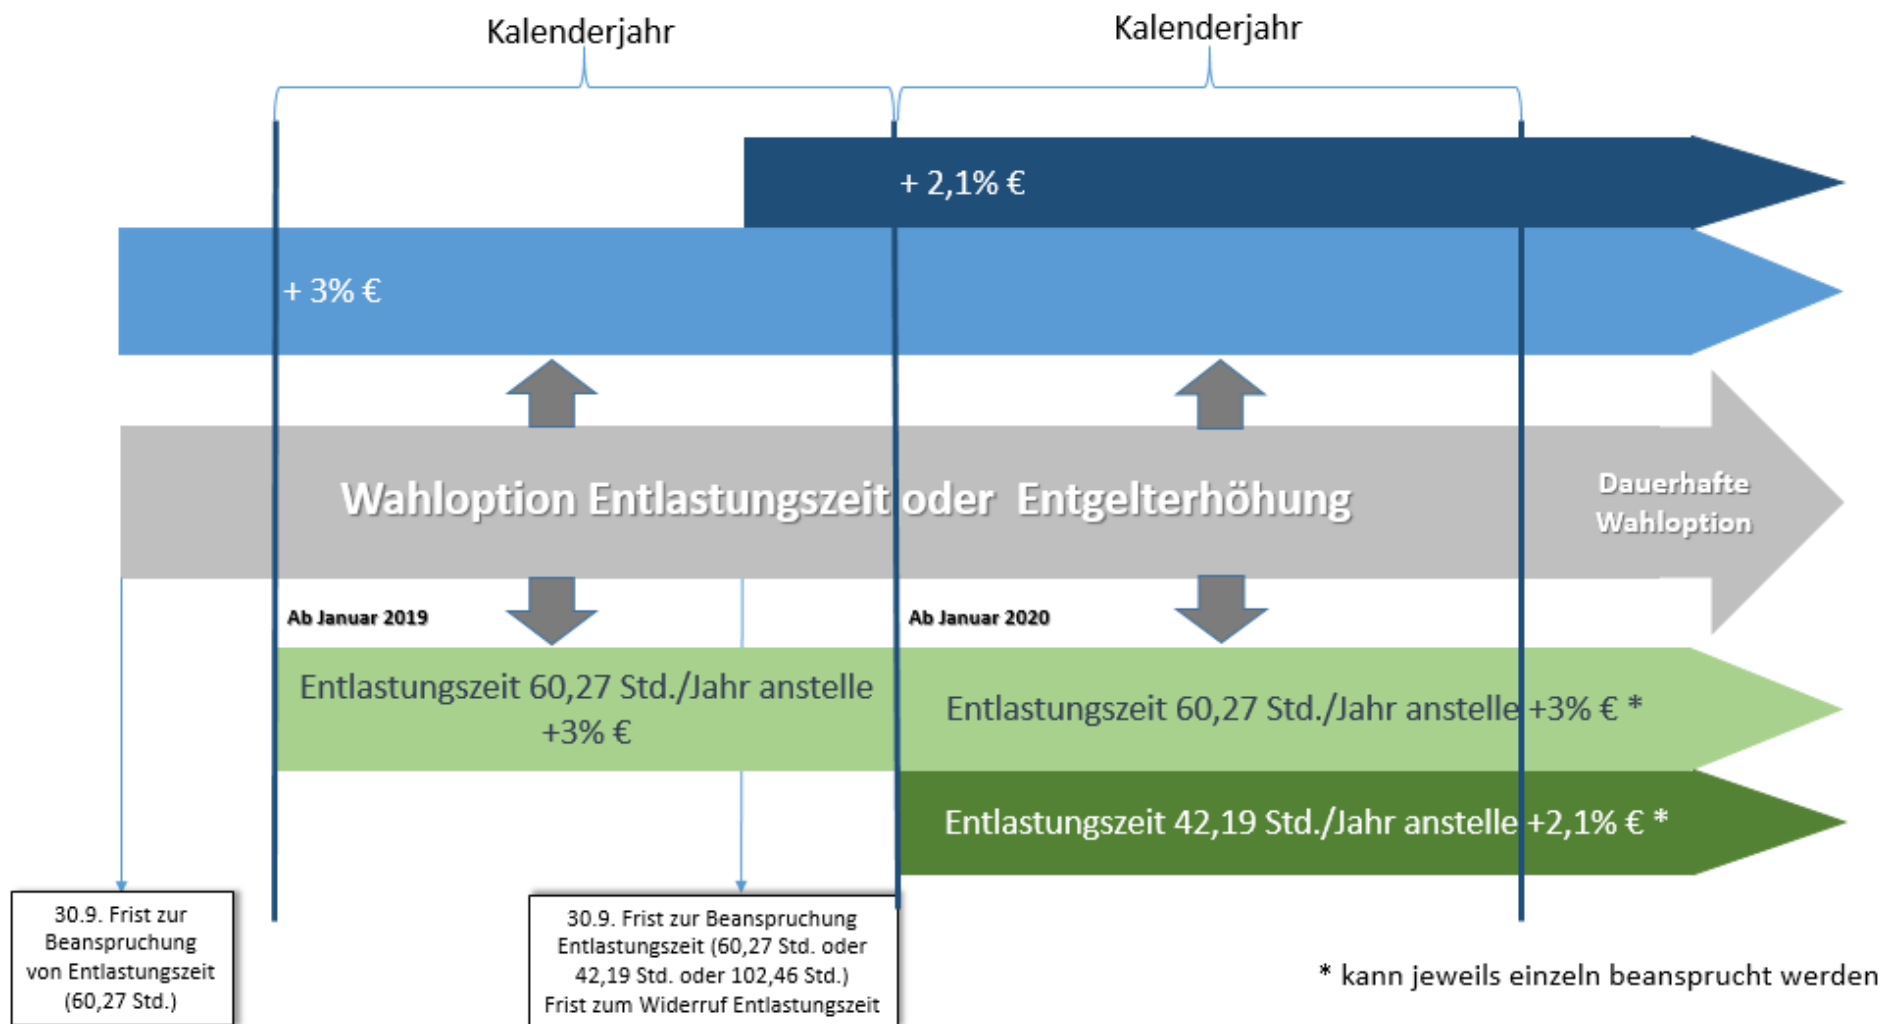 Kalenderjahr
Kalenderjahr
+ 2,1% €
+ 3% €
Wahloption Entlastungszeit oder Entgelterhöhung
Dauerhafte
Wahloption
Ab Januar 2019
Ab Januar 2020
Entlastungszeit 60,27 Std./Jahr anstelle
+3% €
Entlastungszeit 60,27 Std./Jahr anstelle +3% € *
Entlastungszeit 42,19 Std./Jahr anstelle +2,1% € *
30.9. Frist zur
Beanspruchung
von Entlastungszeit
(60,27 Std.)
30.9. Frist zur Beanspruchung
Entlastungszeit (60,27 Std. oder
42,19 Std. oder 102,46 Std.)
Frist zum Widerruf Entlastungszeit
* kann jeweils einzeln beansprucht werden